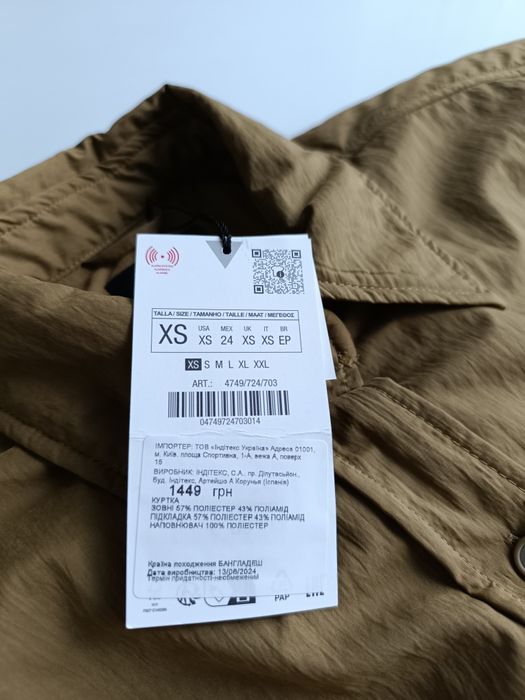 TALLA / SIZE / TAMANHO / TAILLE / MAAT / ΜΕΓΕΘΟΣ
XS USA XS MEX 24 UK XS IT XS BR EP
XS S M L XL XXL
ART.: 4749/724/703
04749724703014
ІМПОРТЕР: ТОВ «Індітекс Україна» Адреса 01001,
м. Київ, площа Спортивна, 1-А, вежа А, поверх
15
ВИРОБНИК: ІНДІТЕКС, С.А., пр. Діпутасьйон,
буд. Індітекс, Артейшо А Корунья (Іспанія)
1449 грн
КУРТКА
ЗОВНІ 57% ПОЛІЕСТЕР 43% ПОЛІАМІД
ПІДКЛАДКА 57% ПОЛІЕСТЕР 43% ПОЛІАМІД
НАПОВНЮВАЧ 100% ПОЛІЕСТЕР
Країна походження БАНГЛАДЕШ
Дата виробництва: 13/06/2024
Термін придатності-необмежений
PAP